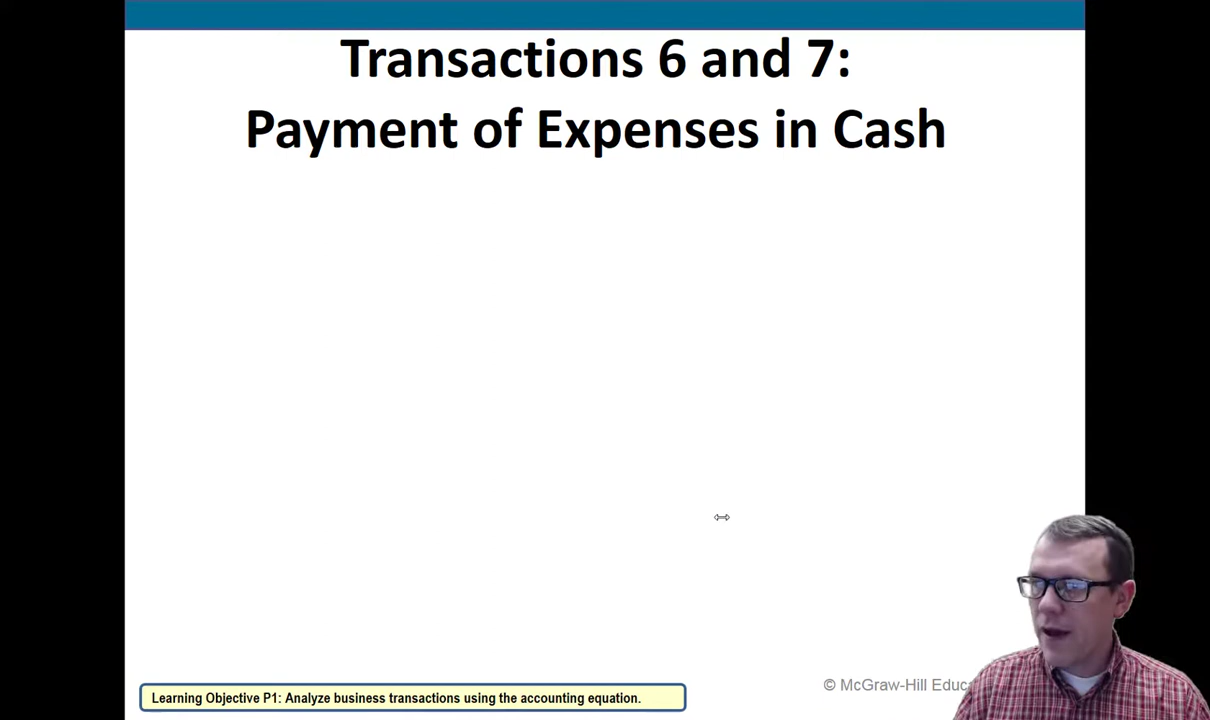 Transactions 6 and 7:
Payment of Expenses in Cash
Learning Objective P1: Analyze business transactions using the accounting equation.
© McGraw-Hill